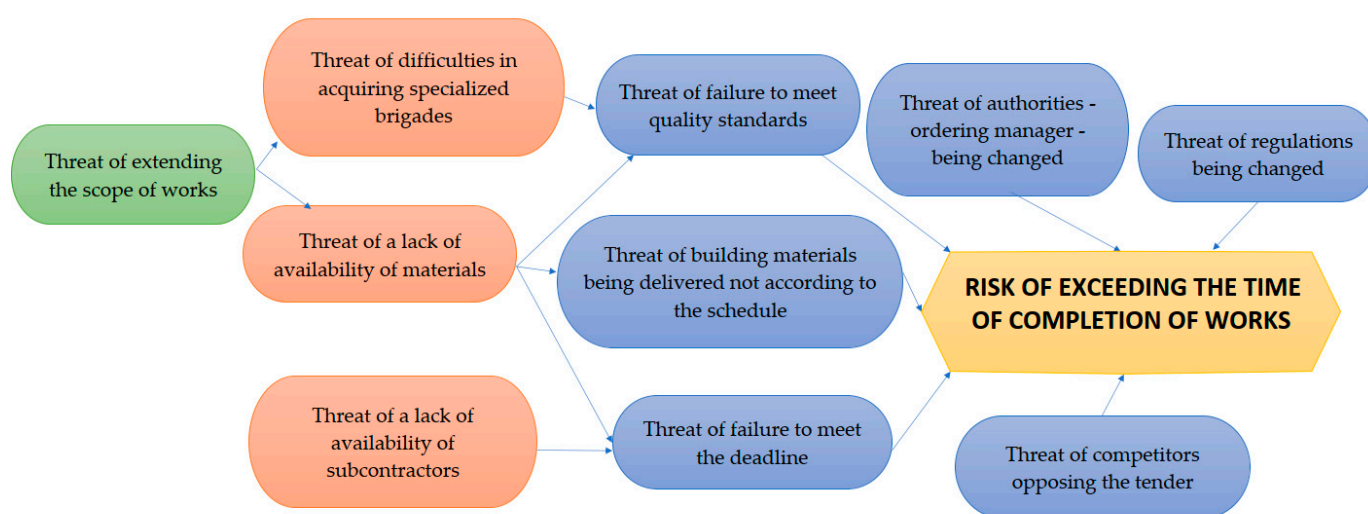 Threat of extending
the scope of works
Threat of difficulties in
acquiring specialized
brigades
Threat of a lack of
availability of materials
Threat of a lack of
availability of
subcontractors
Threat of failure to meet
quality standards
Threat of building materials
being delivered not according to
the schedule
Threat of failure to meet
the deadline
Threat of authorities -
ordering manager -
being changed
Threat of regulations
being changed
RISK OF EXCEEDING THE TIME
OF COMPLETION OF WORKS
Threat of competitors
opposing the tender